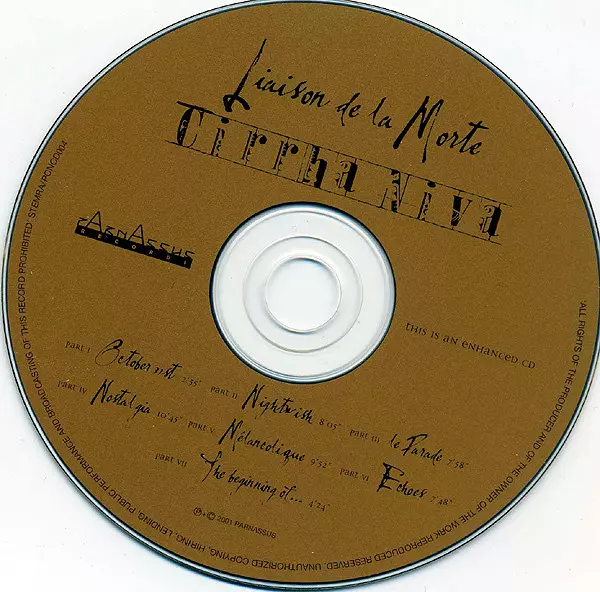 Liaison de la Morte
Cirrha Niva
PARNASSUS
RECORDS
this is an enhanced CD
part I October 21st 2'35" part II Nightwish 8'05" part III le Parade 7'58"
part IV Nostalgia 10'45" part V Mélancolique 9'52" part VI Echoes 7'48"
part VII The beginning of... 4'24"
℗+© 2001 PARNASSUS
'ALL RIGHTS OF THE PRODUCER AND OF THE OWNER OF THE WORK REPRODUCED RESERVED. UNAUTHORIZED COPYING, HIRING, LENDING, PUBLIC PERFORMANCE AND BROADCASTING OF THIS RECORD PROHIBITED' STEMRA/PCNCD004